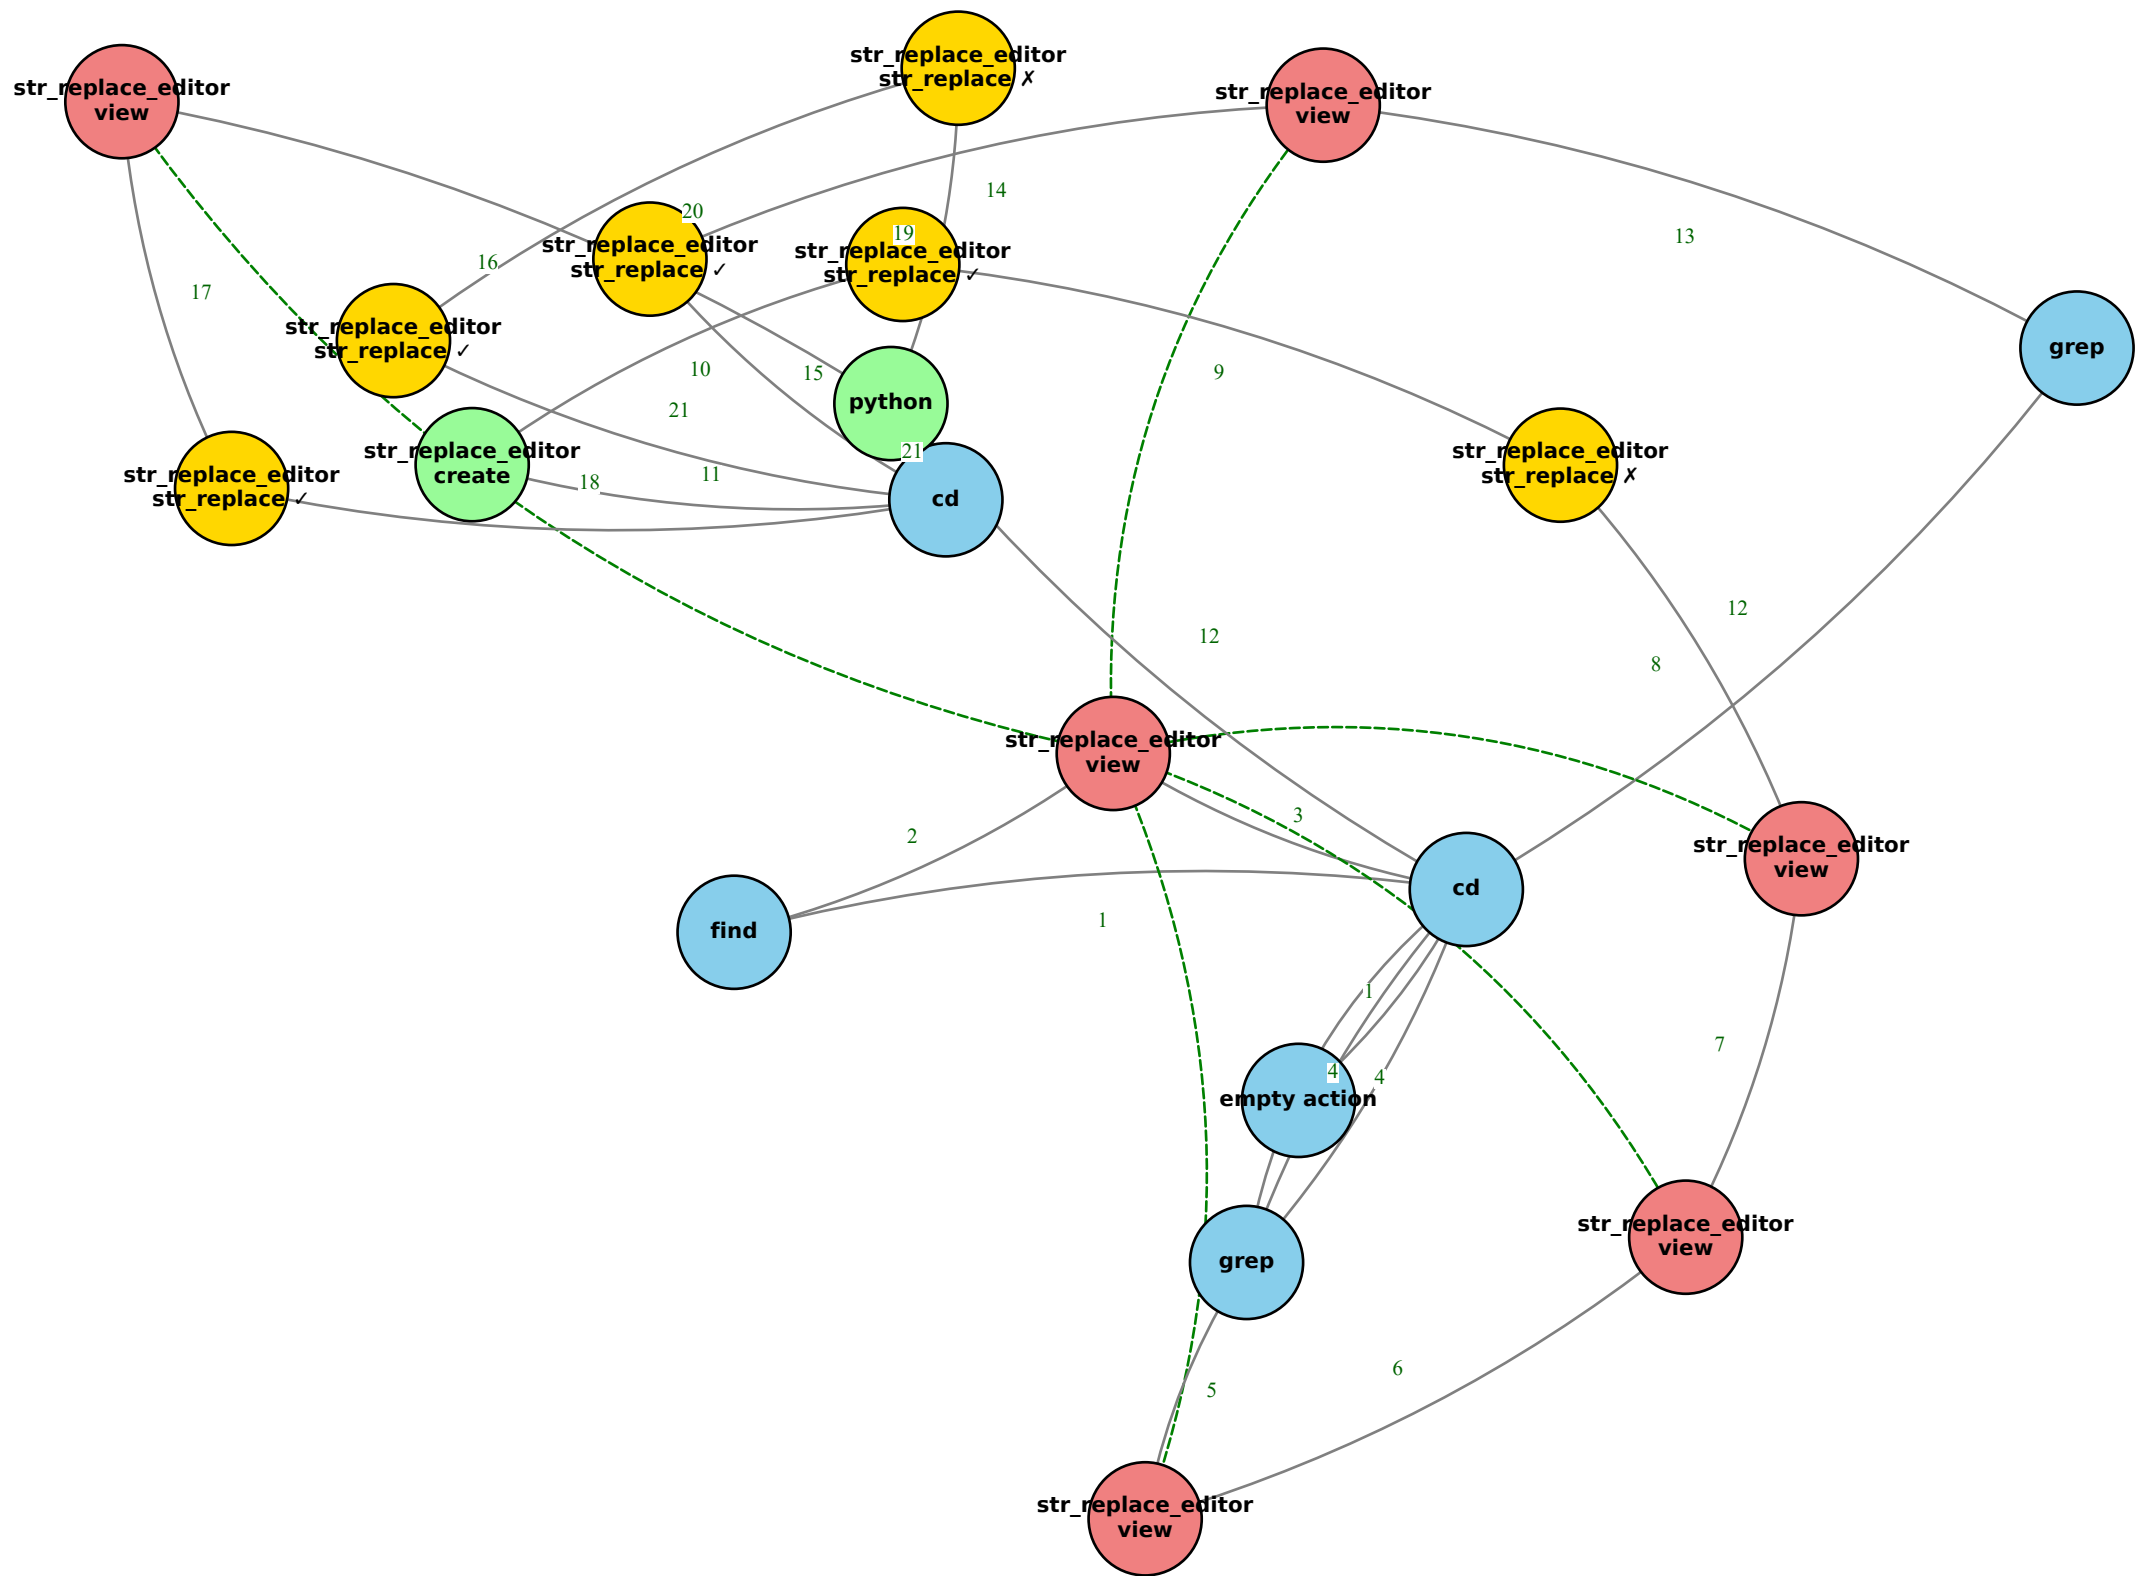 str_replace_editor
str_replace ✗
str_replace_editor
view
str_replace_editor
view
14
20
19
13
str_replace_editor
str_replace ✓
str_replace_editor
str_replace ✓
16
17
str_replace_editor
str_replace ✓
grep
10
15
9
python
21
21
str_replace_editor
create
str_replace_editor
str_replace ✓
18
11
cd
str_replace_editor
str_replace ✗
12
12
8
str_replace_editor
view
3
2
str_replace_editor
view
cd
1
find
1
7
4
4
empty action
str_replace_editor
view
grep
6
5
str_replace_editor
view